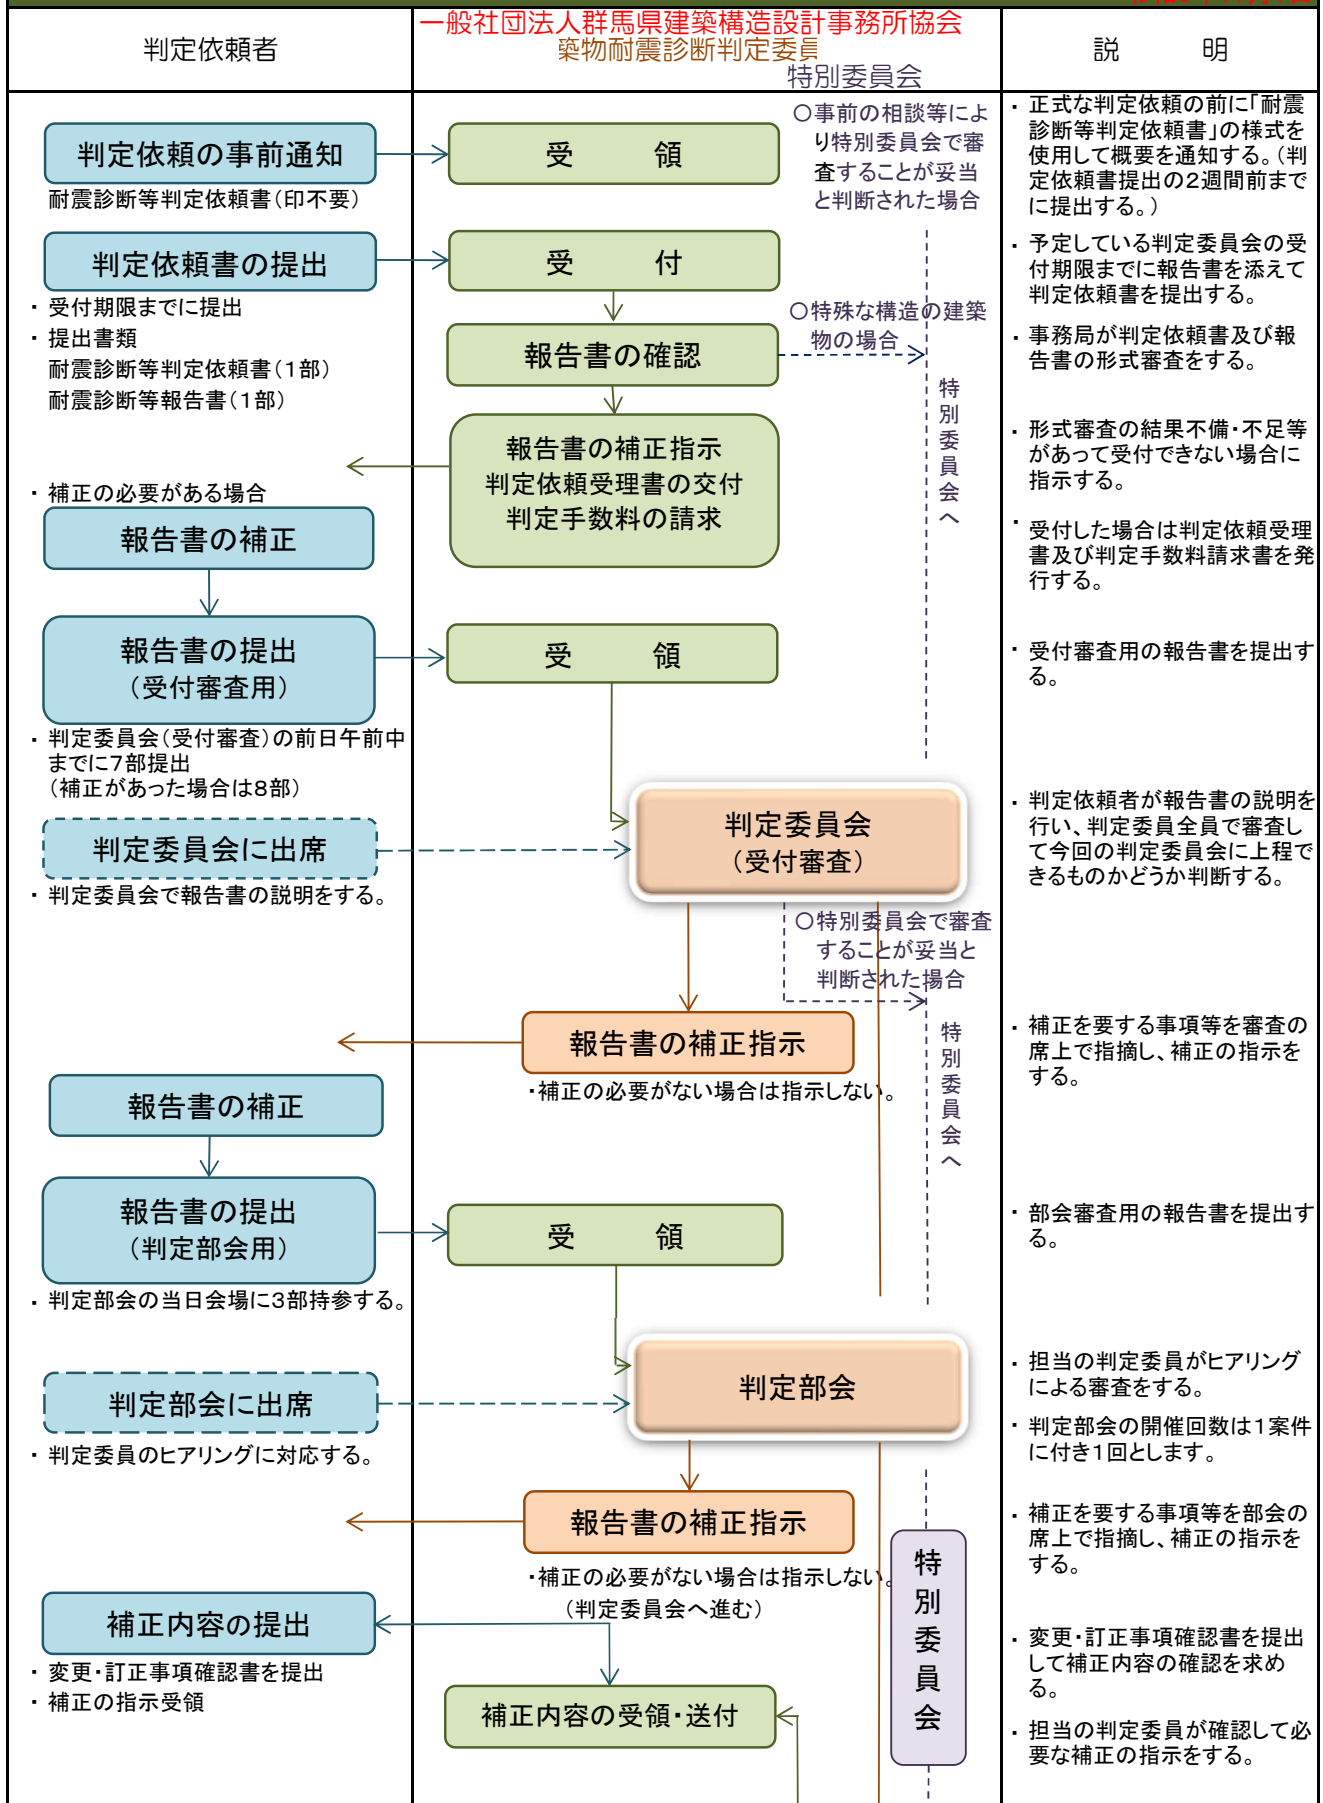 一般社団法人群馬県建築構造設計事務所協会
判定依頼者
築物耐震診断判定委員
特別委員会
説　　明
判定依頼の事前通知
耐震診断等判定依頼書(印不要)
受　　領
○事前の相談等によ
り特別委員会で審
査することが妥当
と判断された場合
・ 正式な判定依頼の前に「耐震
診断等判定依頼書」の様式を
使用して概要を通知する。(判
定依頼書提出の2週間前まで
に提出する。)
判定依頼書の提出
・ 受付期限までに提出
・ 提出書類
耐震診断等判定依頼書(1部)
耐震診断等報告書(1部)
受　　付
・ 予定している判定委員会の受
付期限までに報告書を添えて
判定依頼書を提出する。
○特殊な構造の建築
物の場合
報告書の確認
・ 事務局が判定依頼書及び報
告書の形式審査をする。
特別委員会へ
報告書の補正指示
判定依頼受理書の交付
判定手数料の請求
・ 形式審査の結果不備・不足等
があって受付できない場合に
指示する。
・ 補正の必要がある場合
報告書の補正
・ 受付した場合は判定依頼受理
書及び判定手数料請求書を発
行する。
報告書の提出
(受付審査用)
受　　領
・ 受付審査用の報告書を提出す
る。
・ 判定委員会(受付審査)の前日午前中
までに7部提出
(補正があった場合は8部)
判定委員会に出席
・ 判定委員会で報告書の説明をする。
判定委員会
(受付審査)
・ 判定依頼者が報告書の説明を
行い、判定委員全員で審査し
て今回の判定委員会に上程で
きるものかどうか判断する。
○特別委員会で審査
することが妥当と
判断された場合
特別委員会へ
報告書の補正指示
・補正の必要がない場合は指示しない。
・ 補正を要する事項等を審査の
席上で指摘し、補正の指示を
する。
報告書の補正
報告書の提出
(判定部会用)
・ 判定部会の当日会場に3部持参する。
受　　領
・ 部会審査用の報告書を提出す
る。
判定部会に出席
・ 判定委員のヒアリングに対応する。
判定部会
・ 担当の判定委員がヒアリング
による審査をする。
・ 判定部会の開催回数は1案件
に付き1回とします。
報告書の補正指示
・補正の必要がない場合は指示しない。
(判定委員会へ進む)
特別委員会
・ 補正を要する事項等を部会の
席上で指摘し、補正の指示を
する。
補正内容の提出
・ 変更・訂正事項確認書を提出
・ 補正の指示受領
補正内容の受領・送付
・ 変更・訂正事項確認書を提出
して補正内容の確認を求め
る。
・ 担当の判定委員が確認して必
要な補正の指示をする。